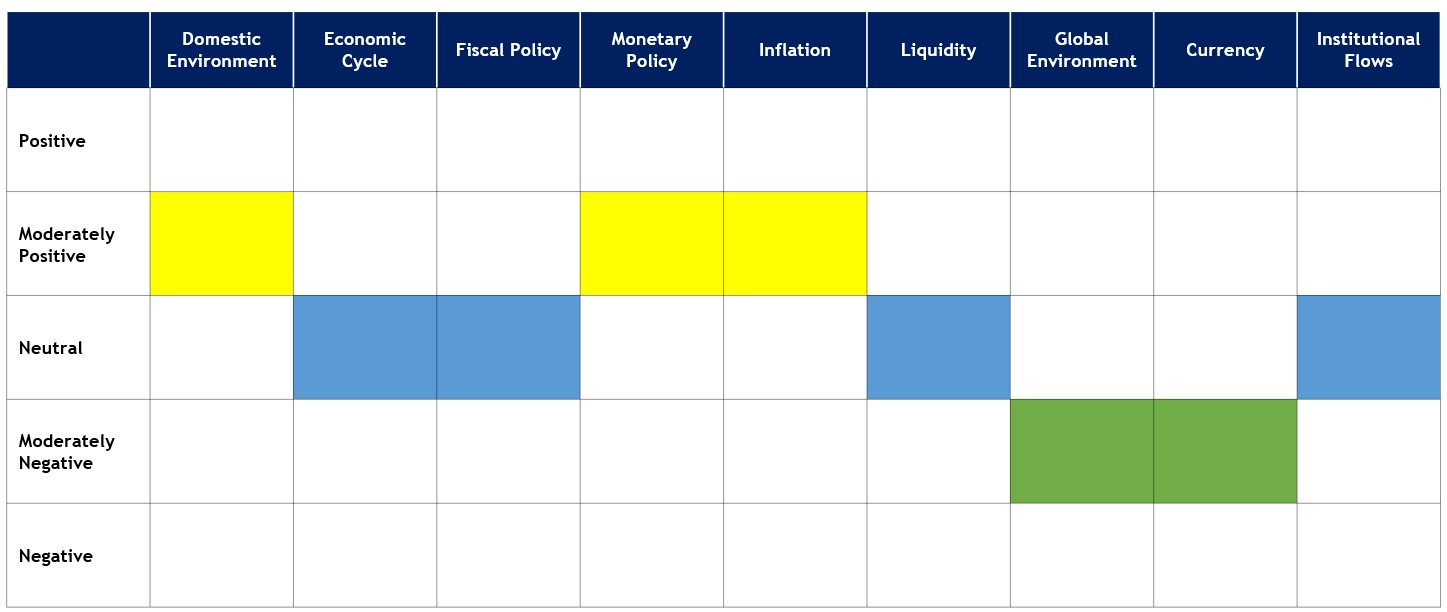 Domestic
Environment
Economic
Cycle
Fiscal Policy
Monetary
Policy
Inflation
Liquidity
Global
Environment
Currency
Institutional
Flows
Positive
Moderately
Positive
Neutral
Moderately
Negative
Negative